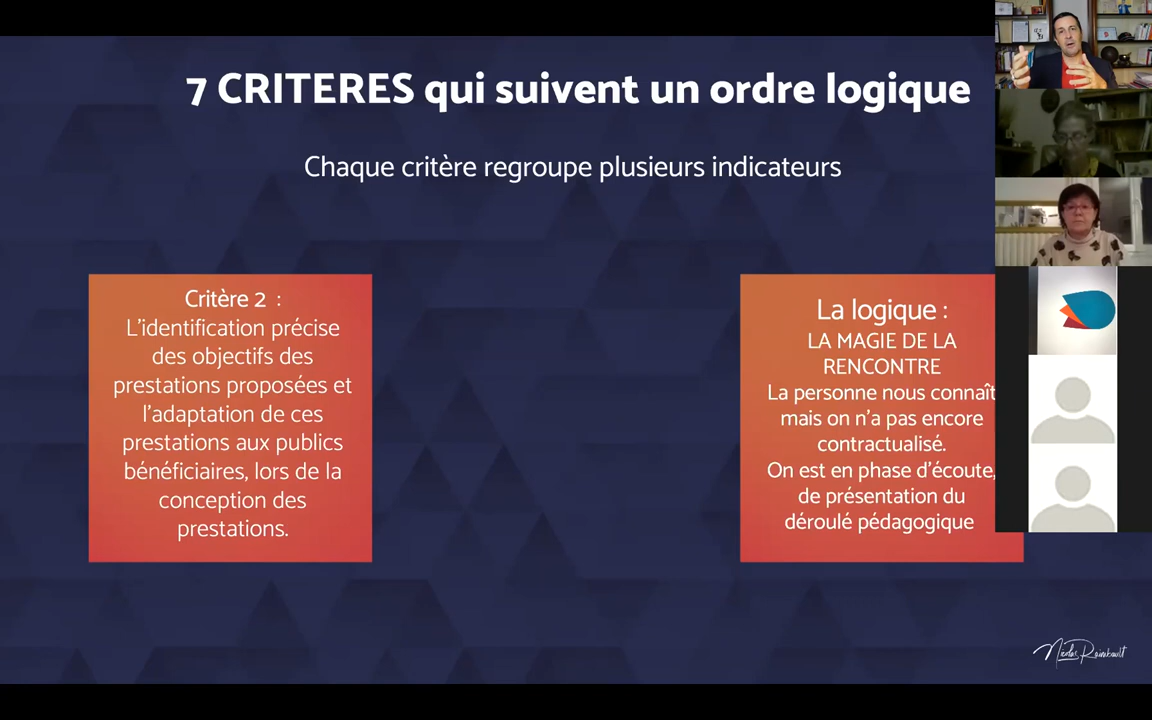 7 CRITERES qui suivent un ordre logique
Chaque critère regroupe plusieurs indicateurs
Critère 2 :
L'identification précise
des objectifs des
prestations proposées et
l'adaptation de ces
prestations aux publics
bénéficiaires, lors de la
conception des
prestations.
La logique :
LA MAGIE DE LA
RENCONTRE
La personne nous connaît
mais on n'a pas encore
contractualisé.
On est en phase d'écoute,
de présentation du
déroulé pédagogique
Nicolas Raimbault